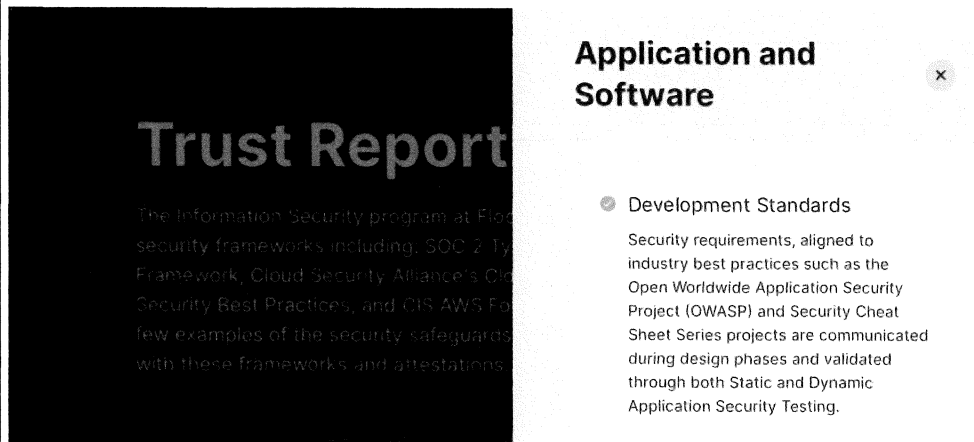 Trust Report
The Information Security program at
security frameworks including, SOC 2
Framework, Cloud Security Alliance's
Security Best Practices, and CIS AWS
few examples of the security safeguards
with these frameworks and attestations
Application and
Software
Development Standards
Security requirements, aligned to
industry best practices such as the
Open Worldwide Application Security
Project (OWASP) and Security Cheat
Sheet Series projects are communicated
during design phases and validated
through both Static and Dynamic
Application Security Testing.